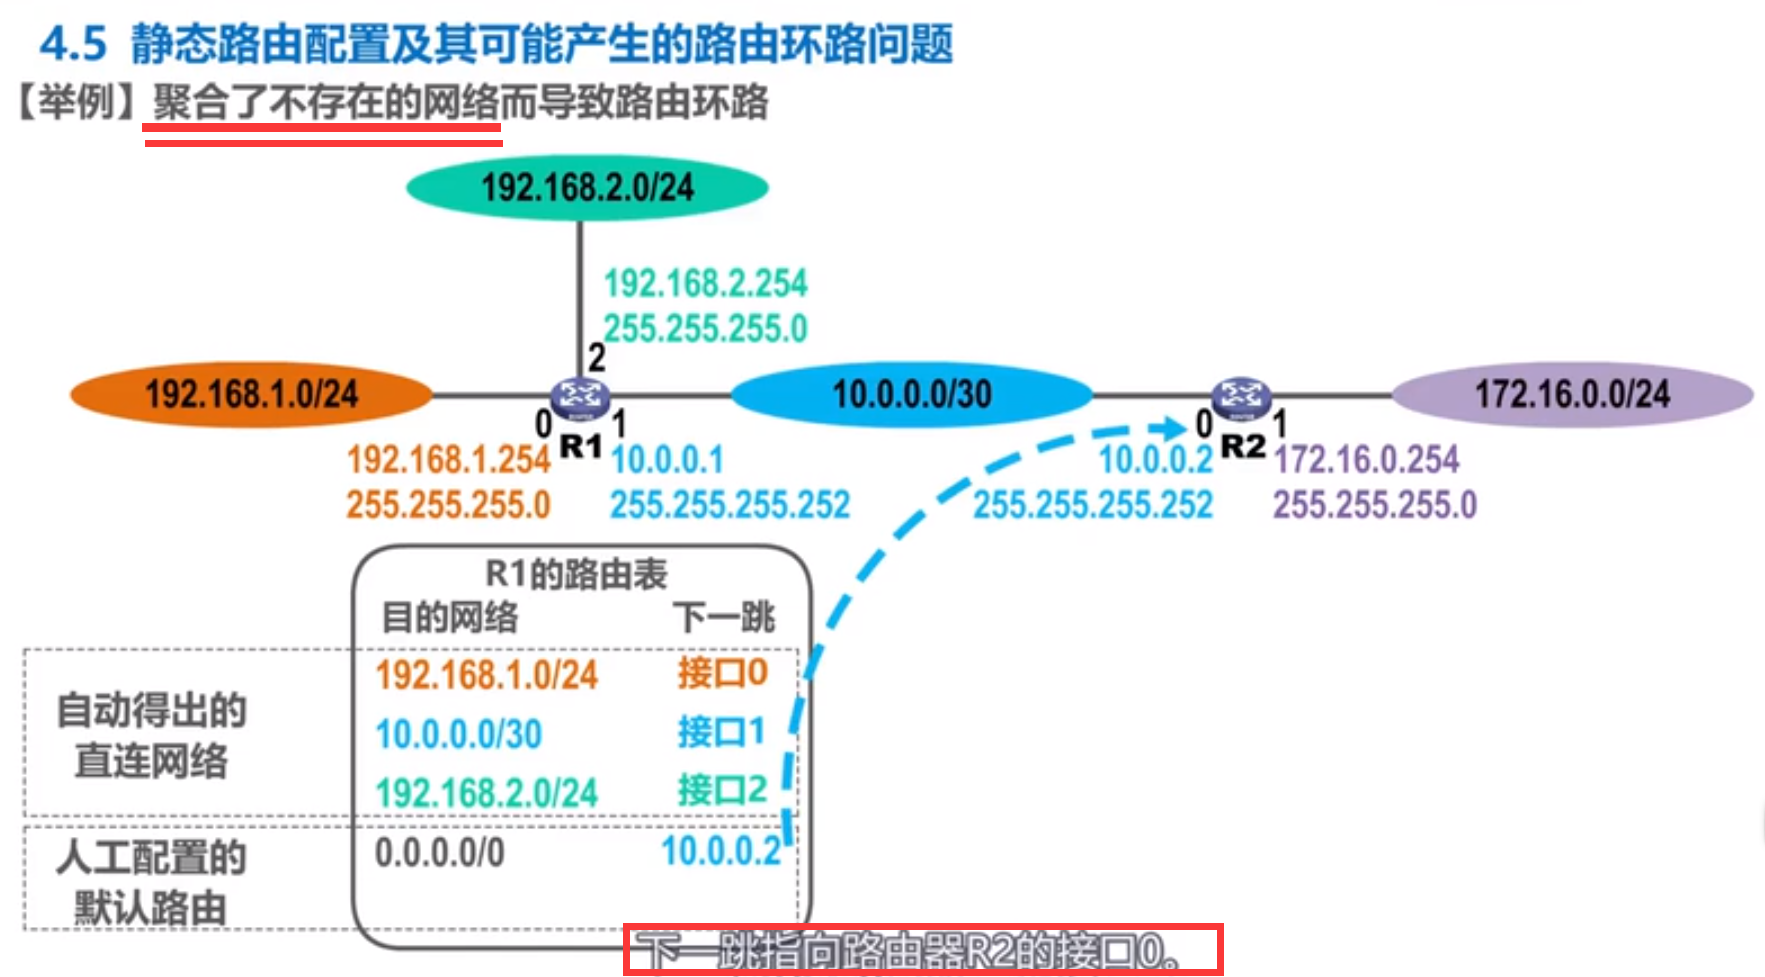 4.5 静态路由配置及其可能产生的路由环路问题
【举例】聚合了不存在的网络而导致路由环路
192.168.2.0/24
192.168.2.254
255.255.255.0
2
192.168.1.0/24
10.0.0.0/30
172.16.0.0/24
0 R1 1
0 R2 1
192.168.1.254
255.255.255.0
10.0.0.1
255.255.255.252
10.0.0.2
255.255.255.252
172.16.0.254
255.255.255.0
R1的路由表
目的网络 下一跳
自动得出的
直连网络
192.168.1.0/24 接口0
10.0.0.0/30 接口1
192.168.2.0/24 接口2
人工配置的
默认路由
0.0.0.0/0 10.0.0.2
下一跳指向路由器R2的接口0。